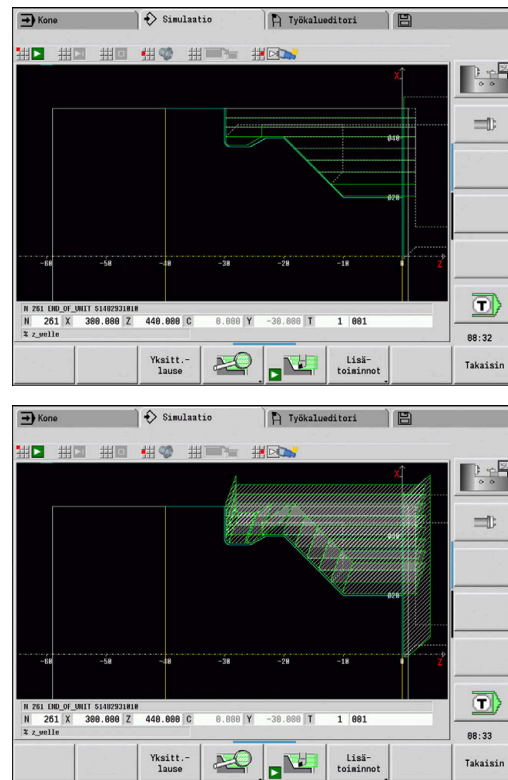 Kone Simulaatio Työkalueditori
X
ø40
ø20
-60 -50 -40 -30 -20 -10 0 Z
N 261 END_OF_UNIT S1402931010
N 261 X 300.000 Z 440.000 C 0.000 Y -30.000 T 1 001
% z_welle
T
08:32
Yksitt.- Lisä- Takaisin
lause toiminnot
Kone Simulaatio Työkalueditori
X
ø40
ø20
-60 -50 -40 -30 -20 -10 0 Z
N 261 END_OF_UNIT S1402931010
N 261 X 300.000 Z 440.000 C 0.000 Y -30.000 T 1 001
% z_welle
T
08:33
Yksitt.- Lisä- Takaisin
lause toiminnot